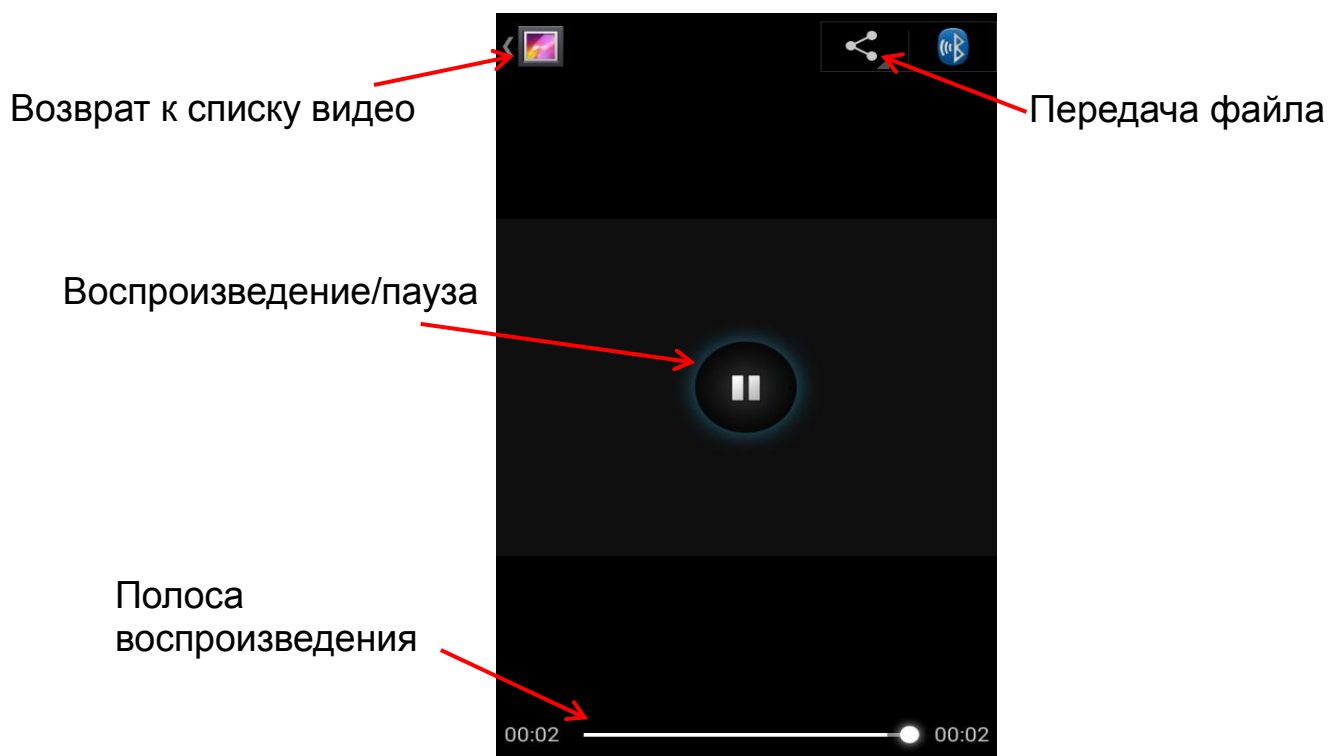 Возврат к списку видео
Передача файла
Воспроизведение/пауза
Полоса
воспроизведения
00:02
00:02